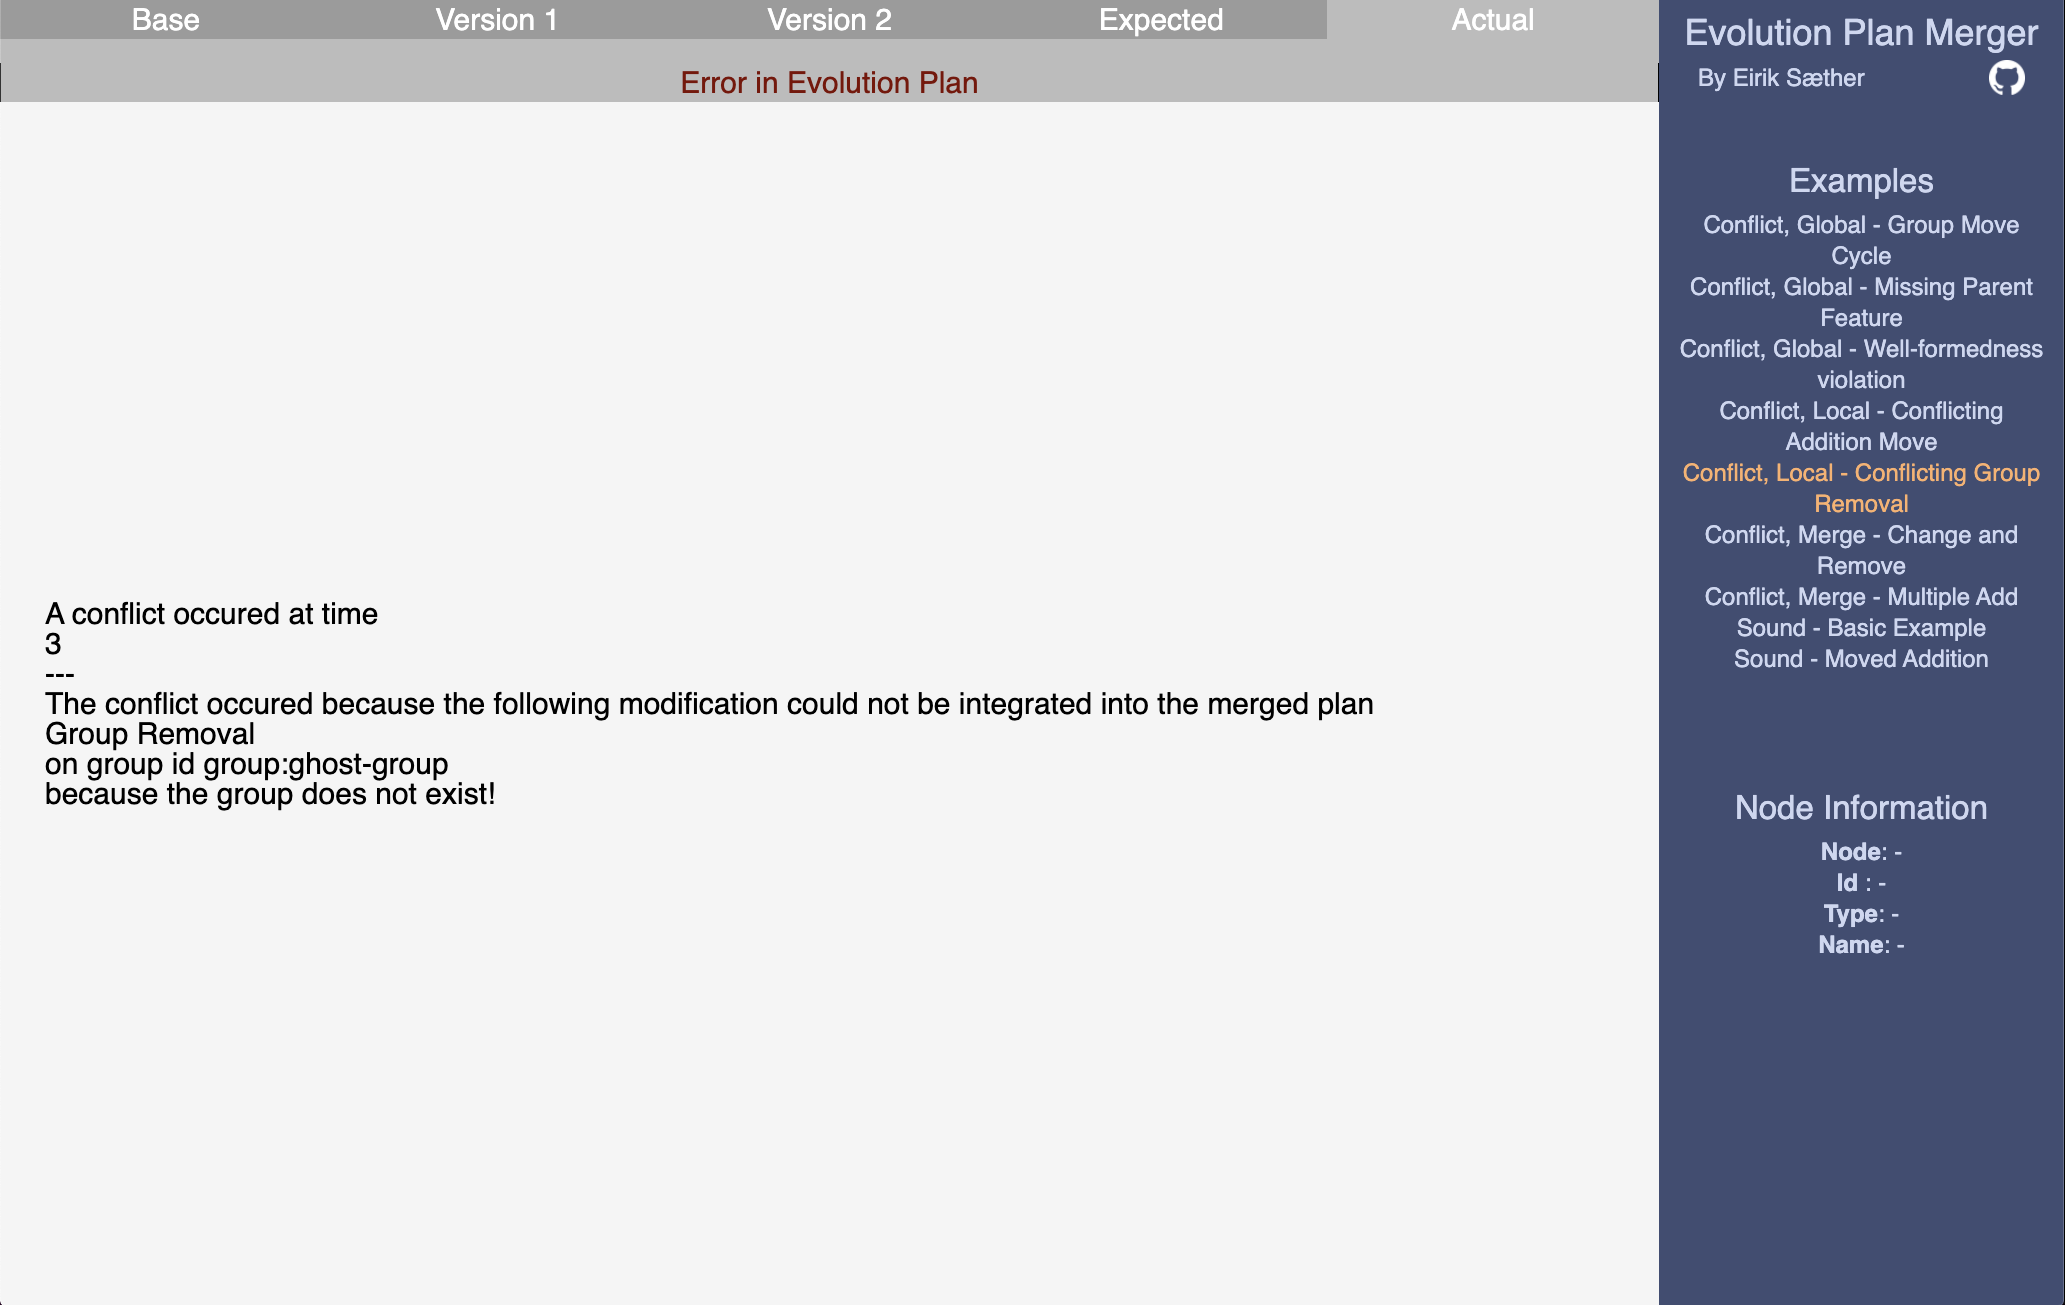 Base Version 1 Version 2 Expected Actual
Error in Evolution Plan
A conflict occured at time
3
---
The conflict occured because the following modification could not be integrated into the merged plan
Group Removal
on group id group:ghost-group
because the group does not exist!
Evolution Plan Merger
By Eirik Sæther
Examples
Conflict, Global - Group Move
Cycle
Conflict, Global - Missing Parent
Feature
Conflict, Global - Well-formedness
violation
Conflict, Local - Conflicting
Addition Move
Conflict, Local - Conflicting Group
Removal
Conflict, Merge - Change and
Remove
Conflict, Merge - Multiple Add
Sound - Basic Example
Sound - Moved Addition
Node Information
Node: -
Id : -
Type: -
Name: -